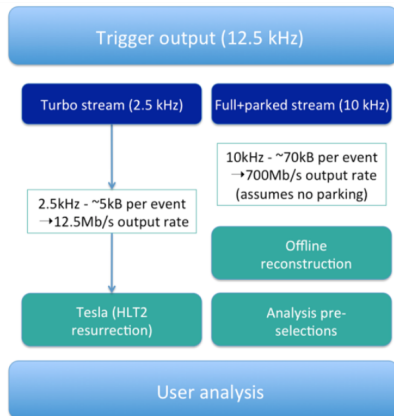 Trigger output (12.5 kHz)
Turbo stream (2.5 kHz)
Full+parked stream (10 kHz)
10kHz - ~70kB per event
→700Mb/s output rate
(assumes no parking)
2.5kHz - ~5kB per event
→12.5Mb/s output rate
Offline
reconstruction
Tesla (HLT2
resurrection)
Analysis pre-
selections
User analysis